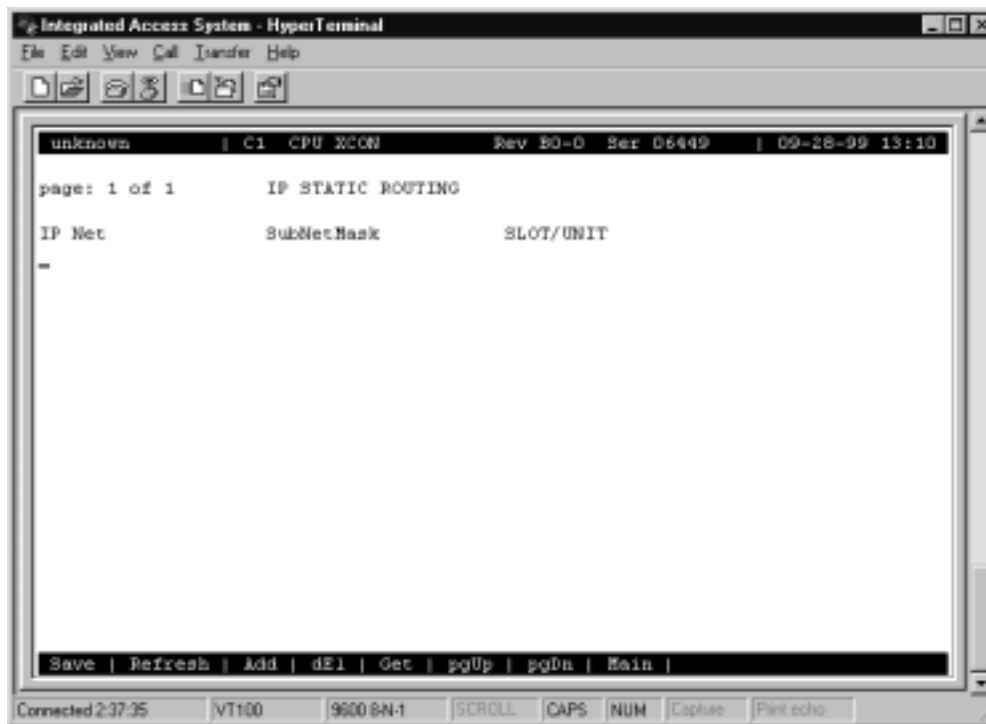 Integrated Access System - HyperTerminal
File Edit View Call Transfer Help
unknown | C1 CPU XCON Rev B0-0 Ser 06449 | 09-28-99 13:10
page: 1 of 1 IP STATIC ROUTING
IP Net SubNetMask SLOT/UNIT
Save | Refresh | Add | dEl | Get | pgUp | pgDn | Main |
Connected 2:37:35 VT100 9600 8-N-1 SCROLL CAPS NUM Capture Print echo